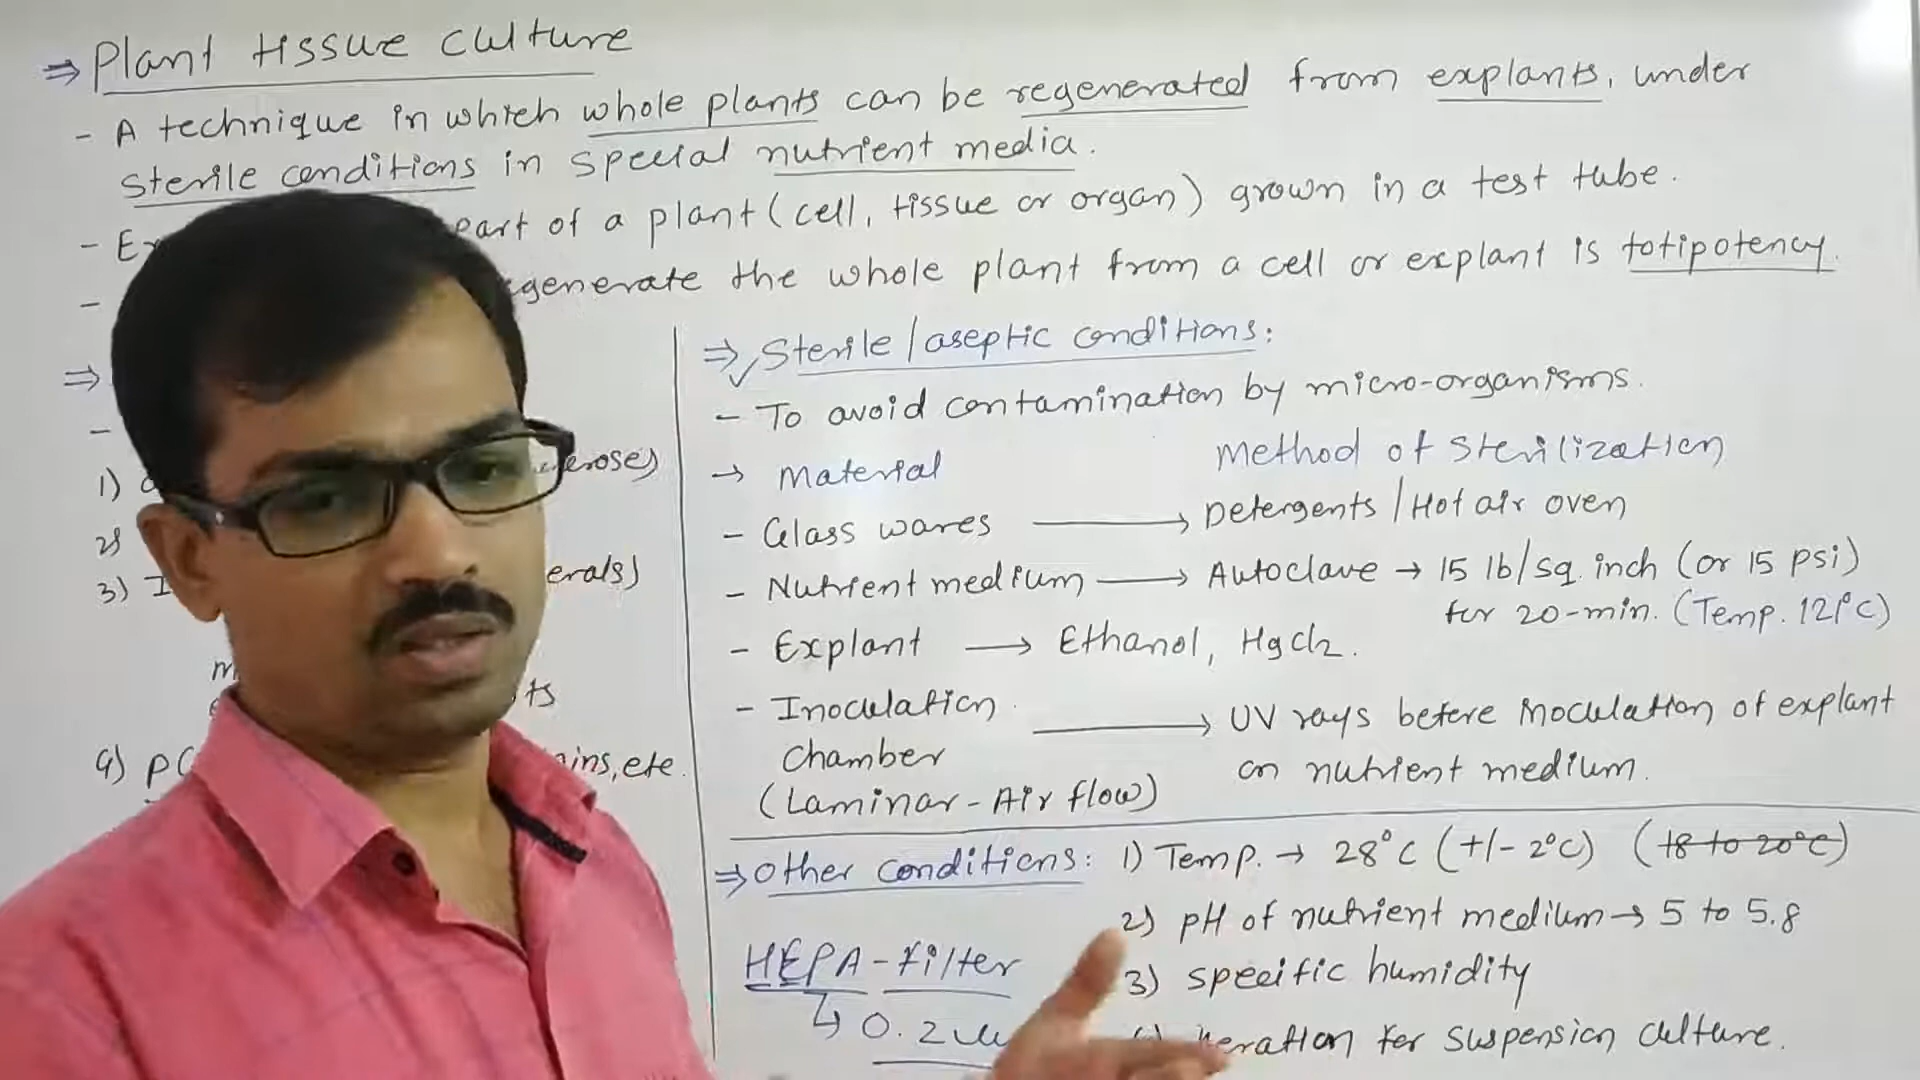 ⇒ Plant tissue culture
- A technique in which whole plants can be regenerated from explants, under
sterile conditions in special nutrient media.
- part of a plant (cell, tissue or organ) grown in a test tube.
- the whole plant from a cell or explant is totipotency.
⇒
-
1)
2)
3)
4)
⇒ Sterile / aseptic conditions:
- To avoid contamination by micro-organisms.
→ Material Method of Sterilization
- Glass wares → Detergents / Hot air oven
- Nutrient medium → Autoclave → 15 lb/sq. inch (or 15 psi)
for 20-min. (Temp. 121°C)
- Explant → Ethanol, HgCl2.
- Inoculation → UV rays before inoculation of explant
chamber on nutrient medium.
(Laminar-Air flow)
⇒ Other conditions: 1) Temp. → 28°C (+/- 2°C) (18 to 20°C)
2) pH of nutrient medium → 5 to 5.8
HEPA-Filter
3) specific humidity
↳ 0.2
for suspension culture.